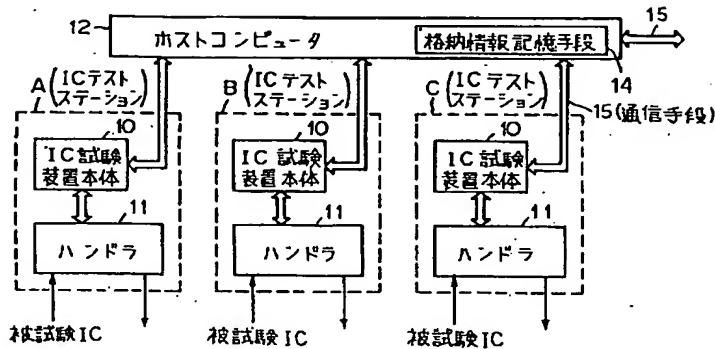 12
ホストコンピュータ
格納情報記憶手段
15
14
A (ICテスト
ステーション)
B (ICテスト
ステーション)
C (ICテスト
ステーション)
15(通信手段)
10
IC試験
装置本体
10
IC試験
装置本体
10
IC試験
装置本体
11
ハンドラ
11
ハンドラ
11
ハンドラ
被試験IC
被試験IC
被試験IC